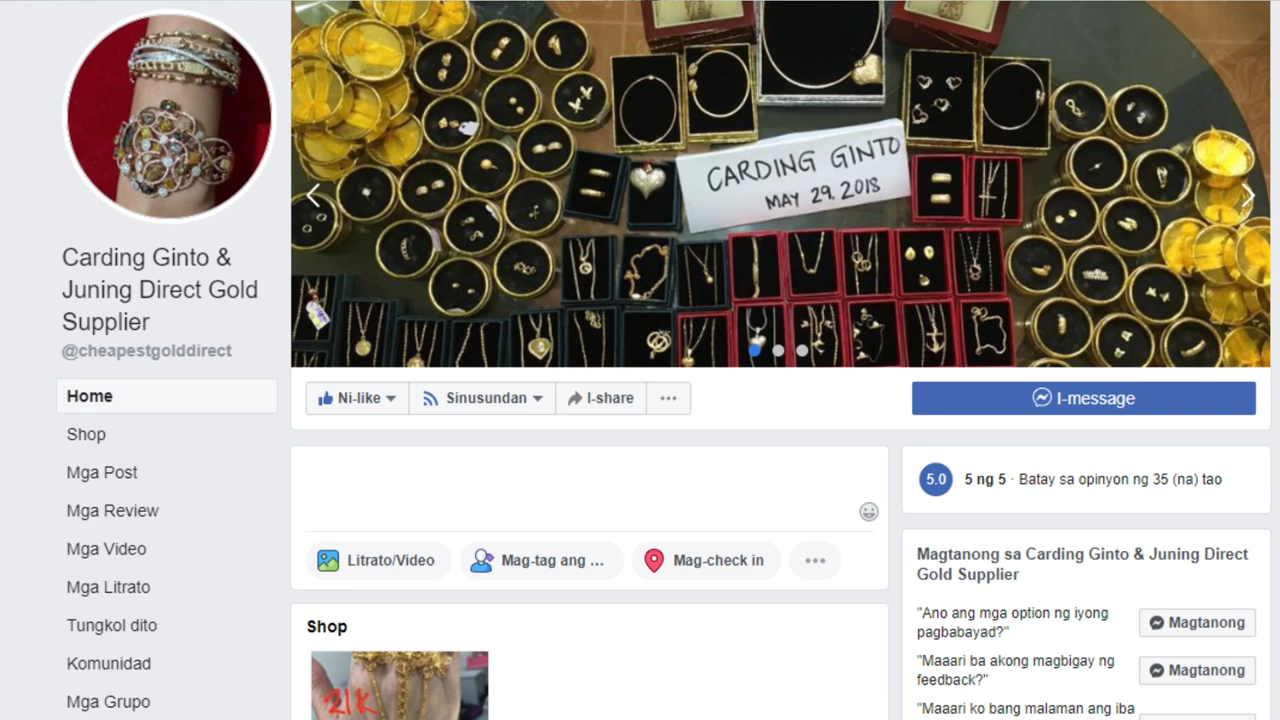 CARDING GINTO
MAY 29, 2018
Carding Ginto &
Juning Direct Gold
Supplier
@cheapestgolddirect
Home
Shop
Mga Post
Mga Review
Mga Video
Mga Litrato
Tungkol dito
Komunidad
Mga Grupo
Ni-like
Sinusundan
I-share
I-message
Litrato/Video
Mag-tag ang ...
Mag-check in
Shop
21K
5.0
5 ng 5 · Batay sa opinyon ng 35 (na) tao
Magtanong sa Carding Ginto & Juning Direct
Gold Supplier
"Ano ang mga option ng iyong
pagbabayad?"
Magtanong
"Maaari ba akong magbigay ng
feedback?"
Magtanong
"Maaari ko bang malaman ang iba